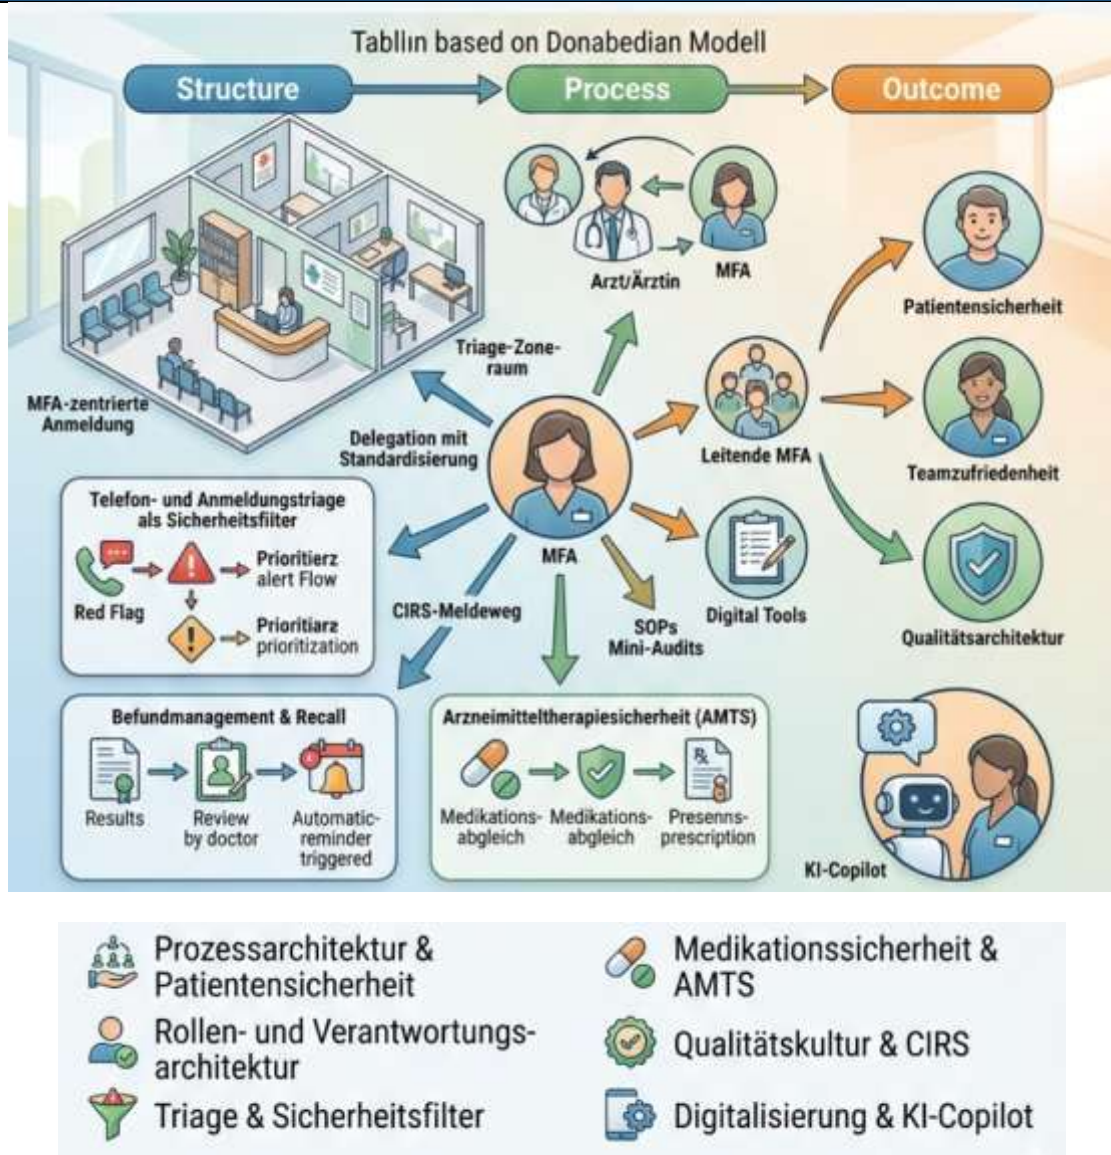 Tabllın based on Donabedian Modell
Structure
Process
Outcome
Arzt/Ärztin
MFA
Patientensicherheit
Triage-Zone-
raum
MFA-zentrierte
Anmeldung
Delegation mit
Standardisierung
Leitende MFA
Teamzufriedenheit
MFA
Telefon- und Anmeldungstriage
als Sicherheitsfilter
Red Flag
Prioritierz
alert Flow
Prioritiarz
prioritization
CIRS-Meldeweg
SOPs
Mini-Audits
Digital Tools
Qualitätsarchitektur
Befundmanagement & Recall
Results
Review
by doctor
Automatic-
reminder
triggered
Arzneimitteltherapiesicherheit (AMTS)
Medikations-
abgleich
Medikations-
abgleich
Rx
Presenns-
prescription
KI-Copilot
Prozessarchitektur &
Patientensicherheit
Rollen- und Verantwortungs-
architektur
Triage & Sicherheitsfilter
Medikationssicherheit &
AMTS
Qualitätskultur & CIRS
Digitalisierung & KI-Copilot